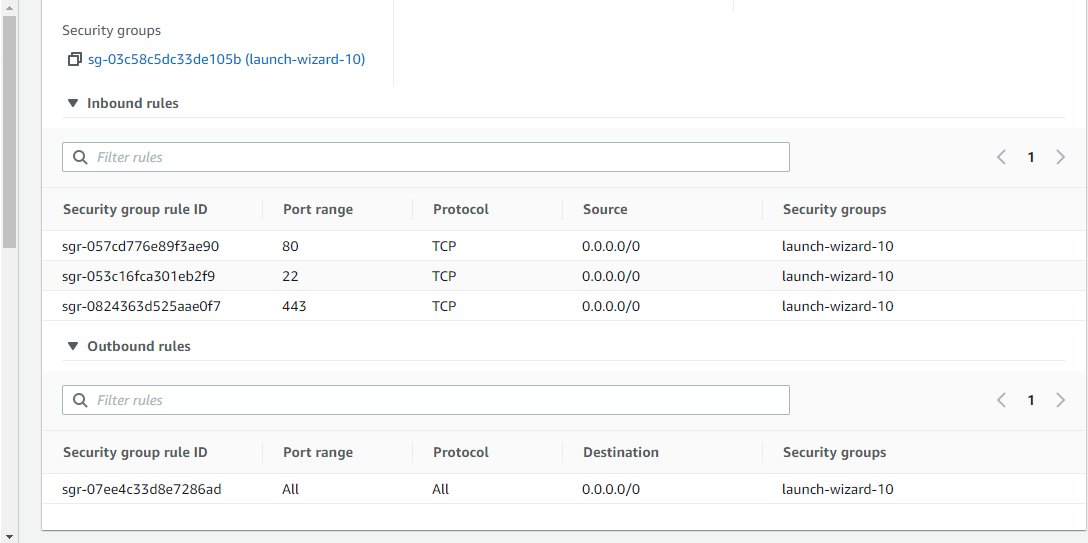 Security groups
sg-03c58c5dc33de105b (launch-wizard-10)
Inbound rules
Filter rules 1
Security group rule ID Port range Protocol Source Security groups
sgr-057cd776e89f3ae90 80 TCP 0.0.0.0/0 launch-wizard-10
sgr-053c16fca301eb2f9 22 TCP 0.0.0.0/0 launch-wizard-10
sgr-0824363d525aae0f7 443 TCP 0.0.0.0/0 launch-wizard-10
Outbound rules
Filter rules 1
Security group rule ID Port range Protocol Destination Security groups
sgr-07ee4c33d8e7286ad All All 0.0.0.0/0 launch-wizard-10